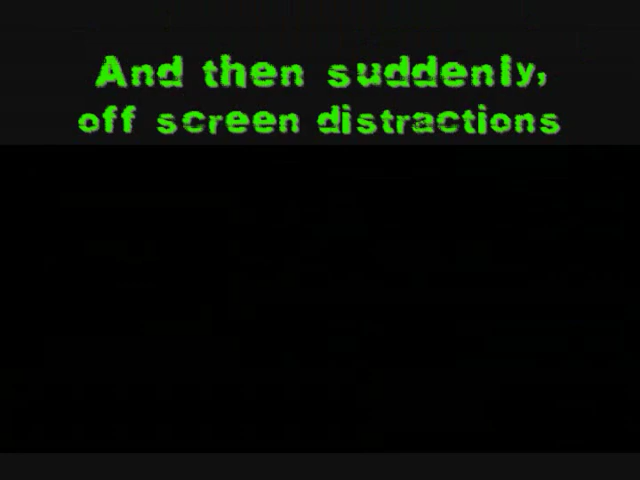 And then suddenly,
off screen distractions